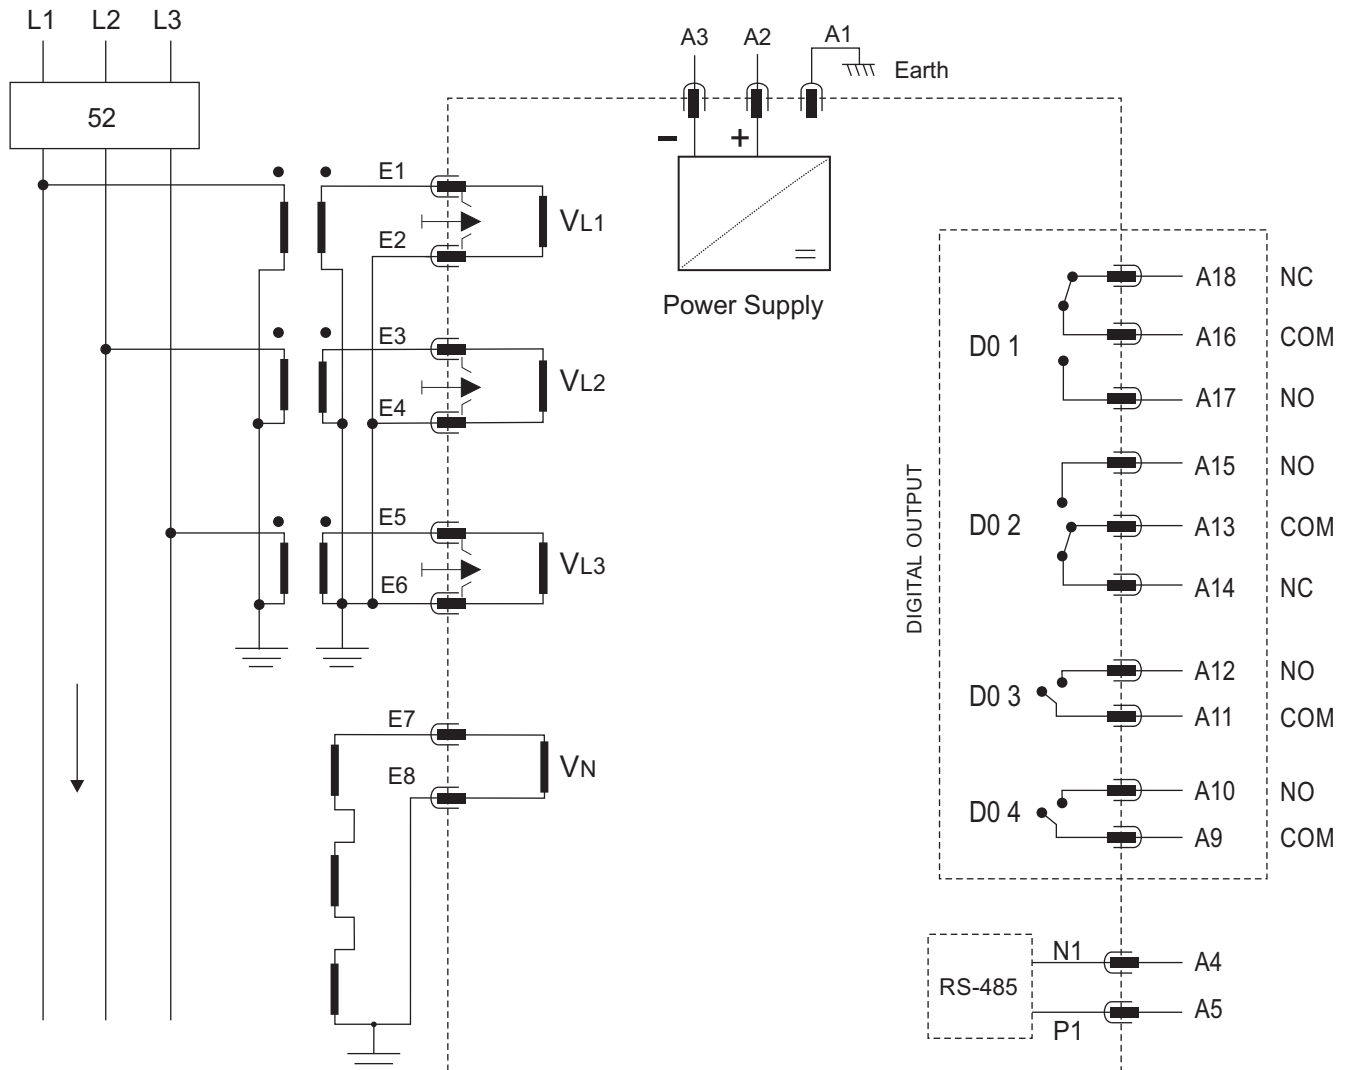 L1 L2 L3
52
A3 A2 A1
Earth
− +
Power Supply
E1
E2
VL1
E3
E4
VL2
E5
E6
VL3
E7
E8
VN
DIGITAL OUTPUT
D0 1
A18 NC
A16 COM
A17 NO
D0 2
A15 NO
A13 COM
A14 NC
D0 3
A12 NO
A11 COM
D0 4
A10 NO
A9 COM
RS-485
N1 A4
P1 A5